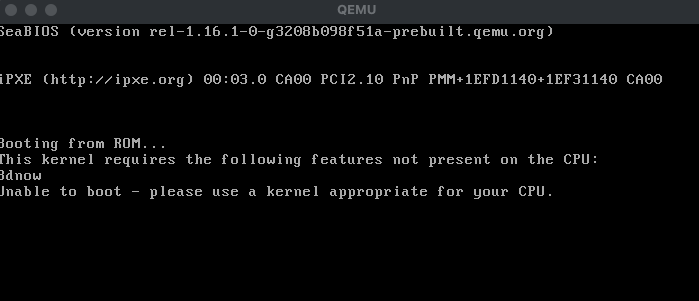 QEMU
SeaBIOS (version rel-1.16.1-0-g3208b098f51a-prebuilt.qemu.org)
iPXE (http://ipxe.org) 00:03.0 CA00 PCI2.10 PnP PMM+1EFD1140+1EF31140 CA00
Booting from ROM...
This kernel requires the following features not present on the CPU:
3dnow
Unable to boot - please use a kernel appropriate for your CPU.